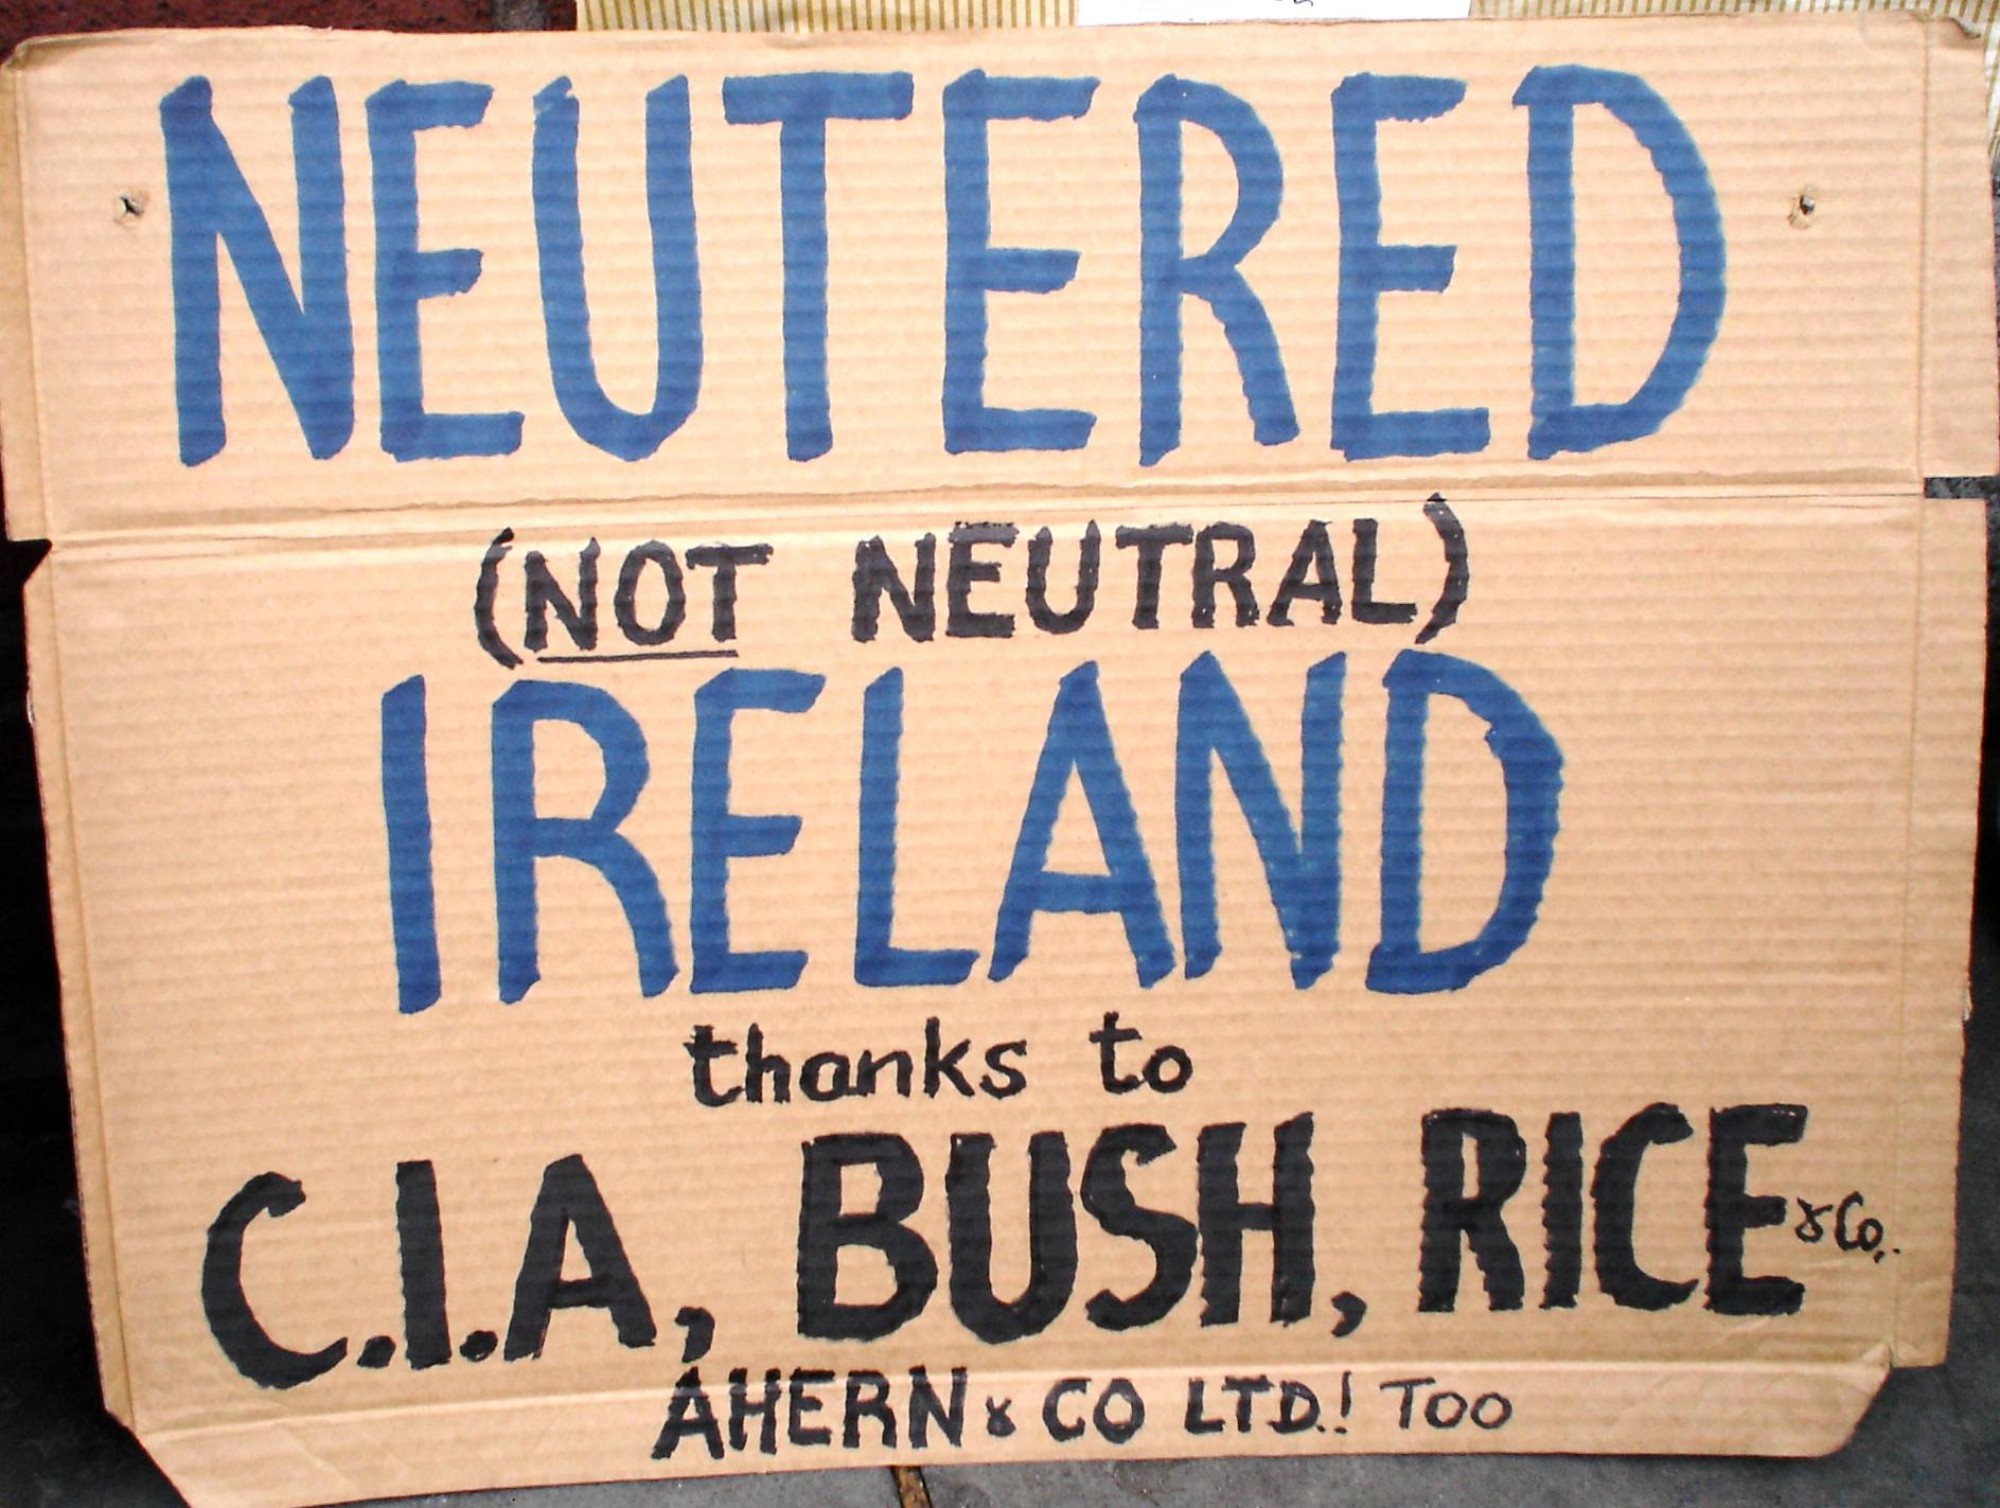 NEUTERED
(NOT NEUTRAL)
IRELAND
thanks to
C.I.A, BUSH, RICE & Co.
AHERN & CO LTD.! TOO